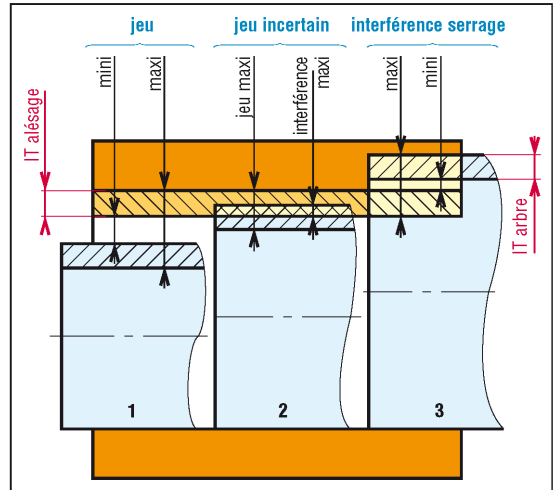 jeu
jeu incertain
interférence serrage
mini
maxi
jeu maxi
interférence
maxi
maxi
mini
IT alésage
IT arbre
1
2
3